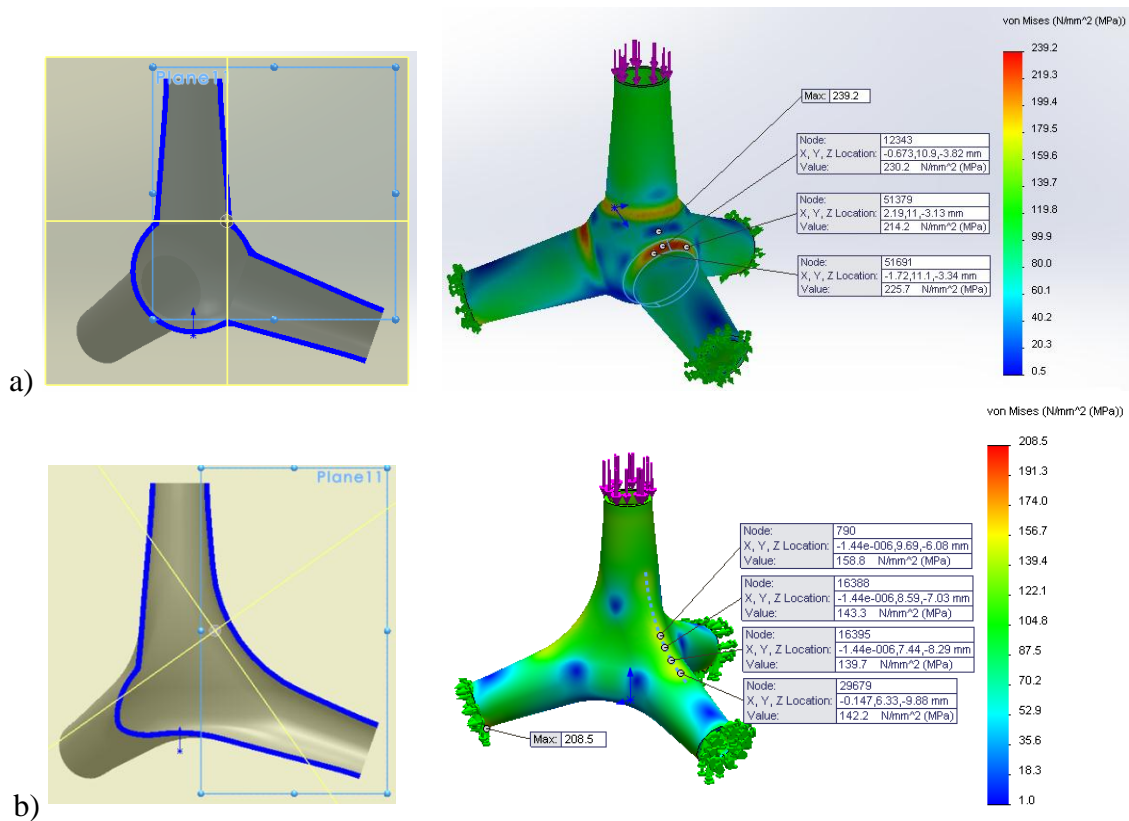 Plane1
a)
von Mises (N/mm^2 (MPa))
239.2
219.3
199.4
179.5
159.6
139.7
119.8
99.9
80.0
60.1
40.2
20.3
0.5
Max: 239.2
Node: 12343
X, Y, Z Location: -0.673,10.9,-3.82 mm
Value: 230.2 N/mm^2 (MPa)
Node: 51379
X, Y, Z Location: 2.19,11,-3.13 mm
Value: 214.2 N/mm^2 (MPa)
Node: 51691
X, Y, Z Location: -1.72,11.1,-3.34 mm
Value: 225.7 N/mm^2 (MPa)
Plane11
b)
von Mises (N/mm^2 (MPa))
208.5
191.3
174.0
156.7
139.4
122.1
104.8
87.5
70.2
52.9
35.6
18.3
1.0
Node: 790
X, Y, Z Location: -1.44e-006,9.69,-6.08 mm
Value: 158.8 N/mm^2 (MPa)
Node: 16388
X, Y, Z Location: -1.44e-006,8.59,-7.03 mm
Value: 143.3 N/mm^2 (MPa)
Node: 16395
X, Y, Z Location: -1.44e-006,7.44,-8.29 mm
Value: 139.7 N/mm^2 (MPa)
Node: 29679
X, Y, Z Location: -0.147,6.33,-9.88 mm
Value: 142.2 N/mm^2 (MPa)
Max: 208.5